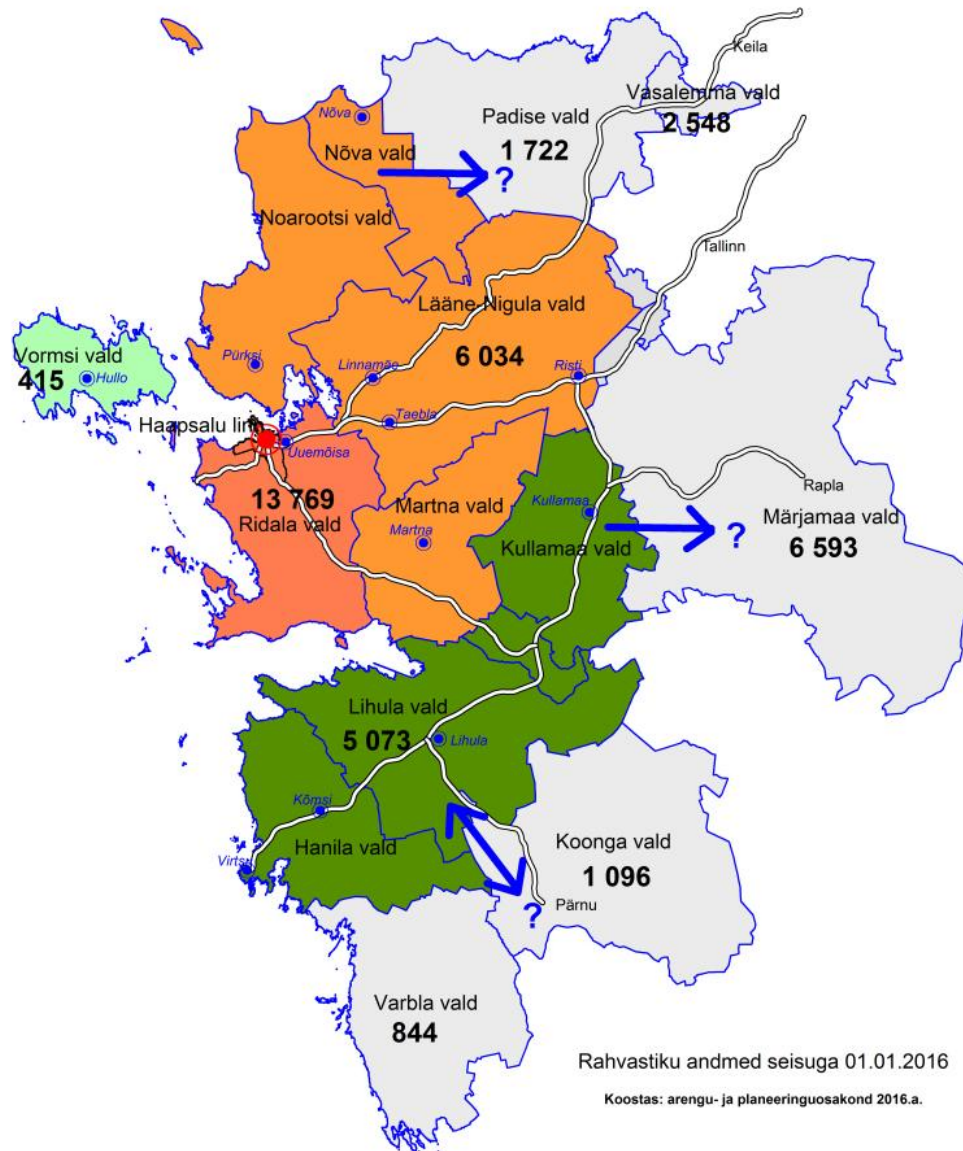 Keila
Vasalemma vald
2 548
Padise vald
1 722
Nõva
Nõva vald
?
Noarootsi vald
Tallinn
Lääne-Nigula vald
6 034
Vormsi vald
415
Hullo
Pürksi
Linnamäe
Risti
Taebla
Haapsalu linn
Uuemõisa
13 769
Ridala vald
Martna vald
Martna
Kullamaa
Kullamaa vald
Rapla
Märjamaa vald
6 593
?
Lihula vald
5 073
Lihula
Kõmsi
Virtsu
Hanila vald
Koonga vald
1 096
Pärnu
?
Varbla vald
844
Rahvastiku andmed seisuga 01.01.2016
Koostas: arengu- ja planeeringuosakond 2016.a.